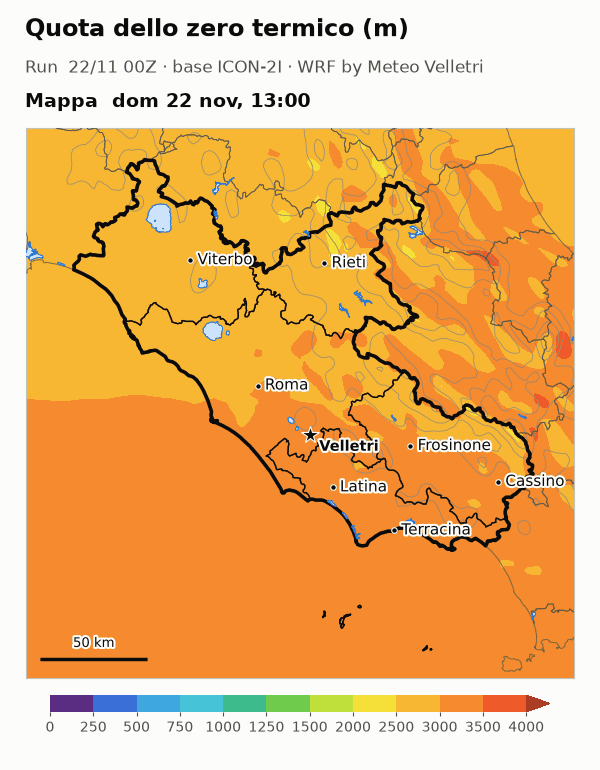 Quota dello zero termico (m)
Run  22/11 00Z · base ICON-2I · WRF by Meteo Velletri
Mappa  dom 22 nov, 13:00
Viterbo
Rieti
Roma
Velletri
Frosinone
Latina
Cassino
Terracina
50 km
0 250 500 750 1000 1250 1500 2000 2500 3000 3500 4000